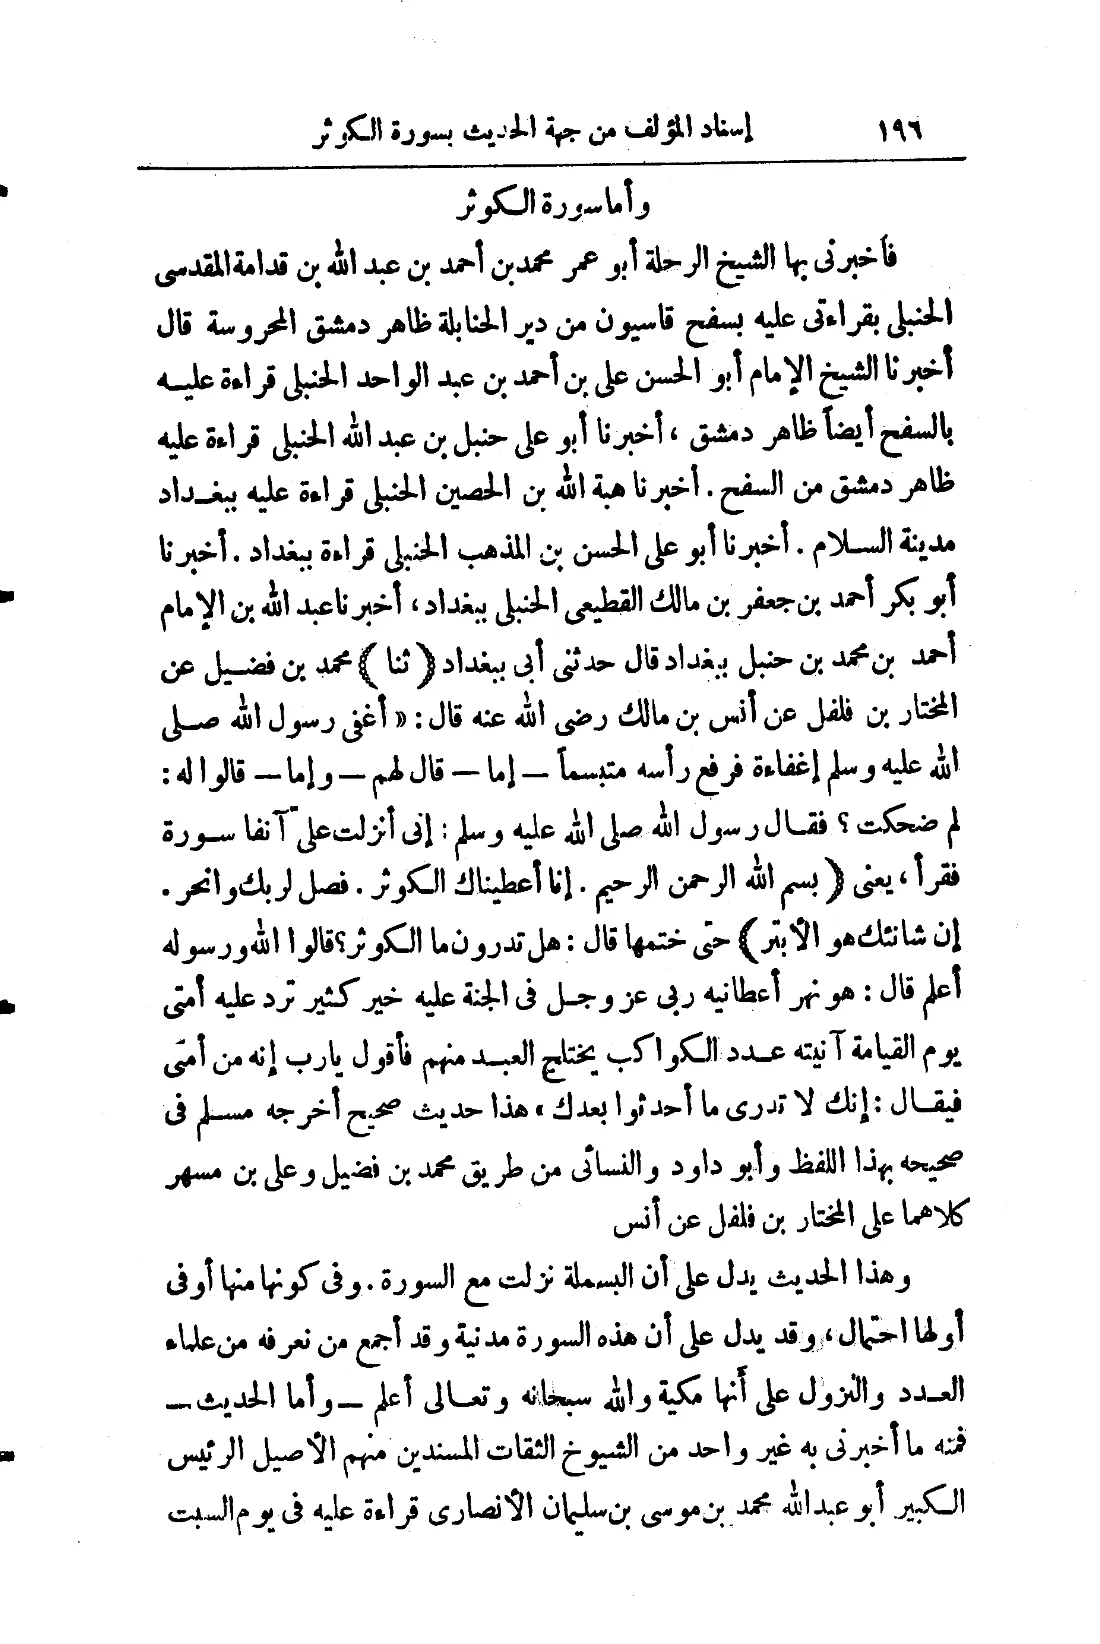 ١٩٦ إسناد المؤلف من جهة الحديث بسورة الكوثر
وأما سورة الكوثر
فأخبرنى بها الشيخ الرحلة أبو عمر محمد بن أحمد بن عبد الله بن قدامة المقدسى
الحنبلى بقراءتى عليه بسفح قاسيون من دير الحنابلة ظاهر دمشق المحروسة قال
أخبرنا الشيخ الإمام أبو الحسن على بن أحمد بن عبد الواحد الحنبلى قراءة عليه
بالسفح أيضاً ظاهر دمشق ، أخبرنا أبو على حنبل بن عبد الله الحنبلى قراءة عليه
ظاهر دمشق من السفح . أخبرنا هبة الله بن الحصين الحنبلى قراءة عليه ببغداد
مدينة السلام . أخبرنا أبو على الحسن بن المذهب الحنبلى قراءة ببغداد . أخبرنا
أبو بكر أحمد بن جعفر بن مالك القطيعى الحنبلى ببغداد ، أخبرنا عبد الله بن الإمام
أحمد بن محمد بن حنبل ببغداد قال حدثنى أبى ببغداد ( ثنا ) محمد بن فضيل عن
المختار بن فلفل عن أنس بن مالك رضى الله عنه قال : « أغفى رسول الله صلى
الله عليه وسلم إغفاءة فرفع رأسه متبسماً — إما — قال لهم — وإما — قالوا له :
لم ضحكت ؟ فقال رسول الله صلى الله عليه وسلم : إنى أنزلت علىّ آنفا سورة
فقرأ ، يعنى ( بسم الله الرحمن الرحيم . إنا أعطيناك الكوثر . فصل لربك وانحر .
إن شانئك هو الأبتر ) حتى ختمها قال : هل تدرون ما الكوثر؟ قالوا الله ورسوله
أعلم قال : هو نهر أعطانيه ربى عز وجل فى الجنة عليه خير كثير ترد عليه أمتى
يوم القيامة آنيته عدد الكواكب يختلج العبد منهم فأقول يارب إنه من أمتى
فيقال : إنك لا تدرى ما أحدثوا بعدك » هذا حديث صحيح أخرجه مسلم فى
صحيحه بهذا اللفظ وأبو داود والنسائى من طريق محمد بن فضيل وعلى بن مسهر
كلاهما على المختار بن فلفل عن أنس
وهذا الحديث يدل على أن البسملة نزلت مع السورة . وفى كونها منها أو فى
أولها احتمال ، وقد يدل على أن هذه السورة مدنية وقد أجمع من نعرفه من علماء
العدد والنزول على أنها مكية والله سبحانه وتعالى أعلم — وأما الحديث —
فمنه ما أخبرنى به غير واحد من الشيوخ الثقات المسندين منهم الأصيل الرئيس
الكبير أبو عبد الله محمد بن موسى بن سليمان الأنصارى قراءة عليه فى يوم السبت